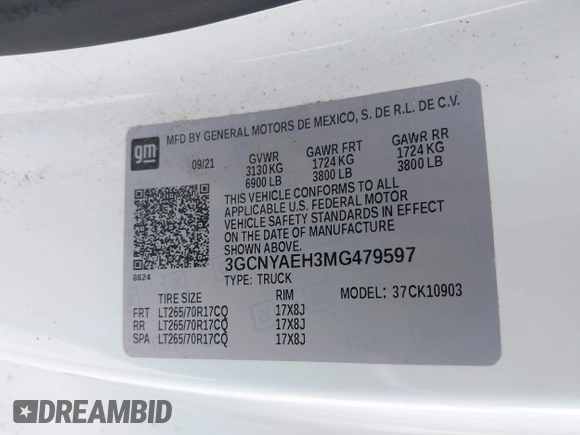 gm
MFD BY GENERAL MOTORS DE MEXICO, S. DE R.L. DE C.V.
09/21 GVWR GAWR FRT GAWR RR
3130 KG 1724 KG 1724 KG
6900 LB 3800 LB 3800 LB
THIS VEHICLE CONFORMS TO ALL
APPLICABLE U.S. FEDERAL MOTOR
VEHICLE SAFETY STANDARDS IN EFFECT
ON THE DATE OF MANUFACTURE
SHOWN ABOVE.
8624
3GCNYAEH3MG479597
TYPE: TRUCK
MODEL: 37CK10903
TIRE SIZE RIM
FRT LT265/70R17CQ 17X8J
RR LT265/70R17CQ 17X8J
SPA LT265/70R17CQ 17X8J
DREAMBID